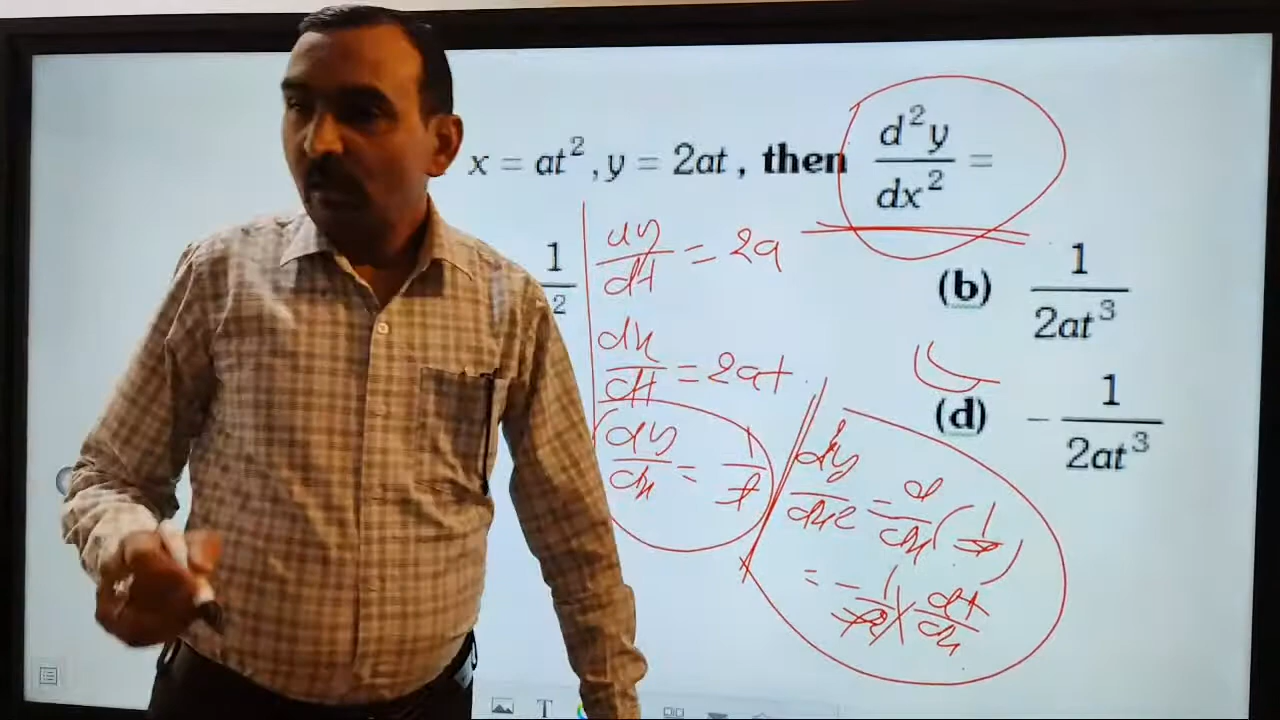 x = at², y = 2at, then d²y/dx² =
1/2
(b) 1/2at³
(d) - 1/2at³
dy/dt = 2a
dx/dt = 2at
dy/dx = 1/t
d²y/dx² = d/dx (1/t)
= - 1/t² × dt/dx
T